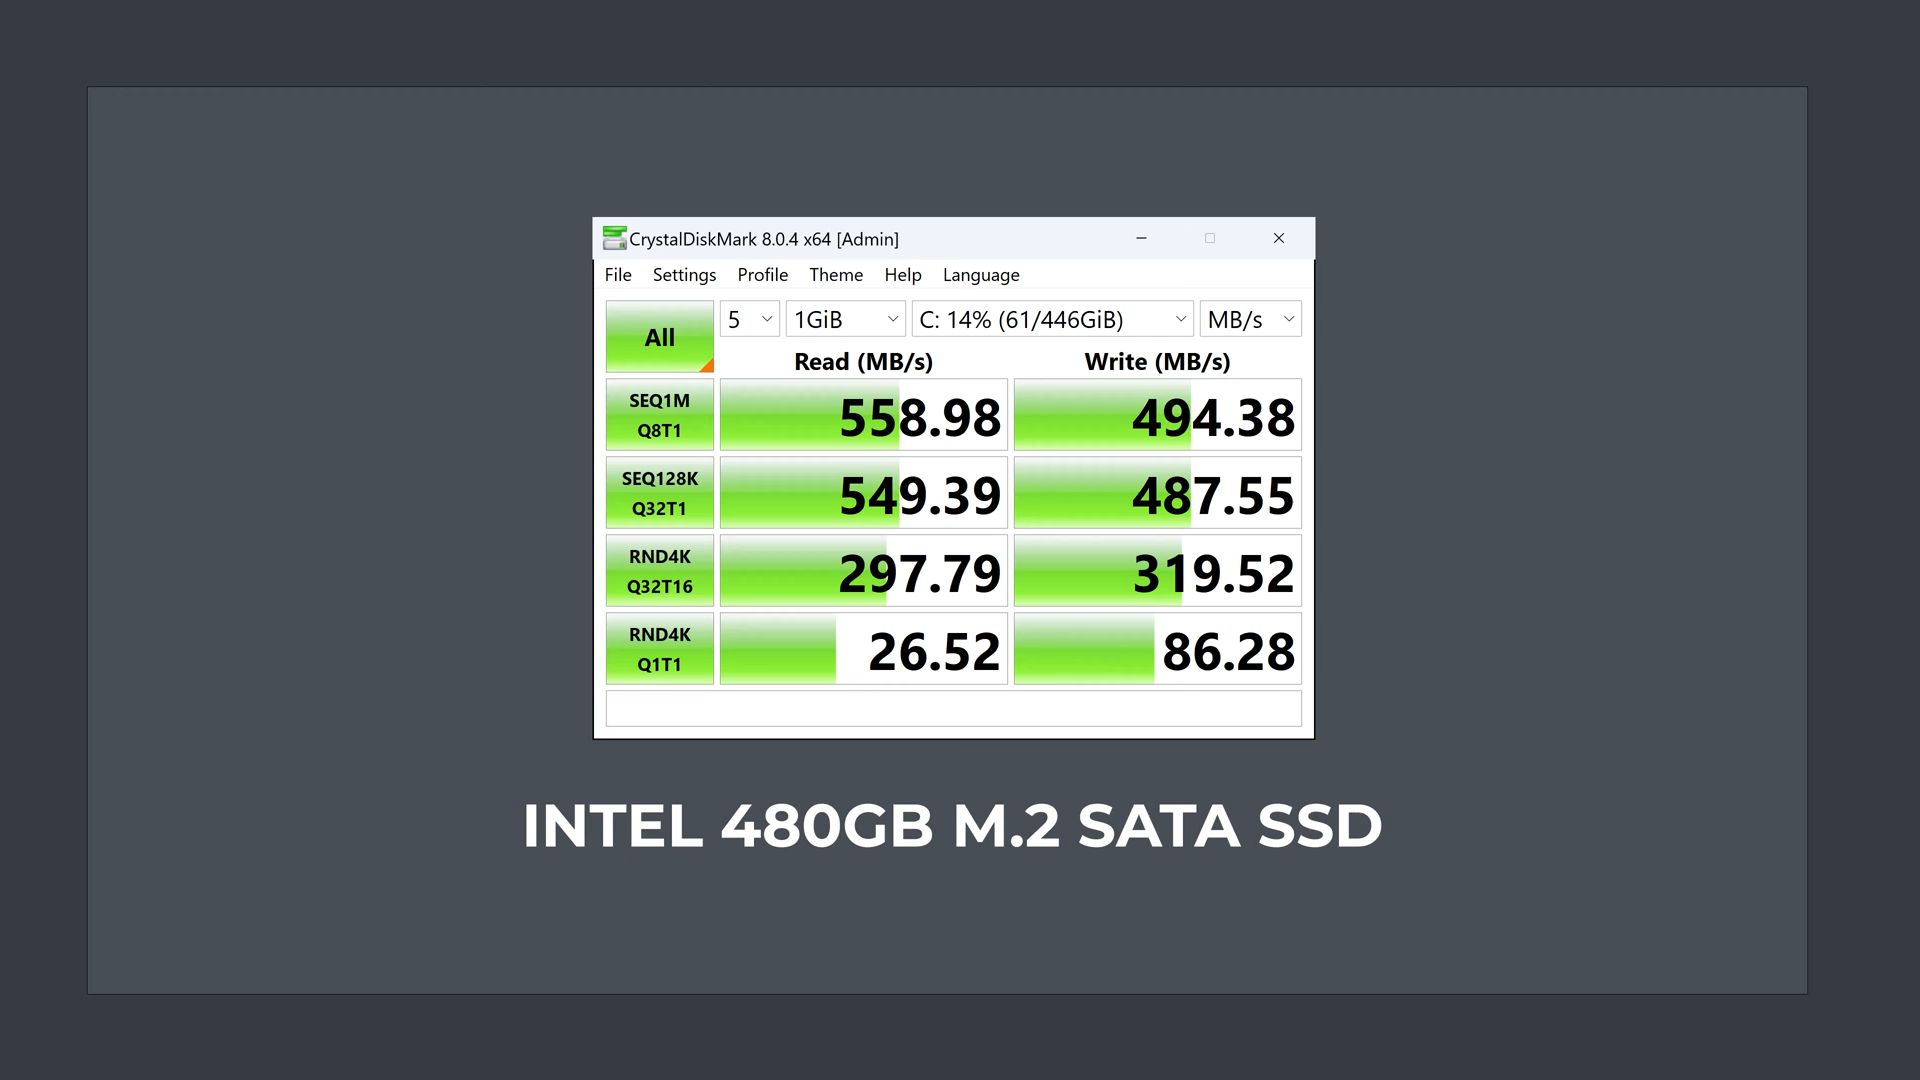 CrystalDiskMark 8.0.4 x64 [Admin]
File Settings Profile Theme Help Language
All 5 1GiB C: 14% (61/446GiB) MB/s
Read (MB/s) Write (MB/s)
SEQ1M
Q8T1
558.98 494.38
SEQ128K
Q32T1
549.39 487.55
RND4K
Q32T16
297.79 319.52
RND4K
Q1T1
26.52 86.28
INTEL 480GB M.2 SATA SSD